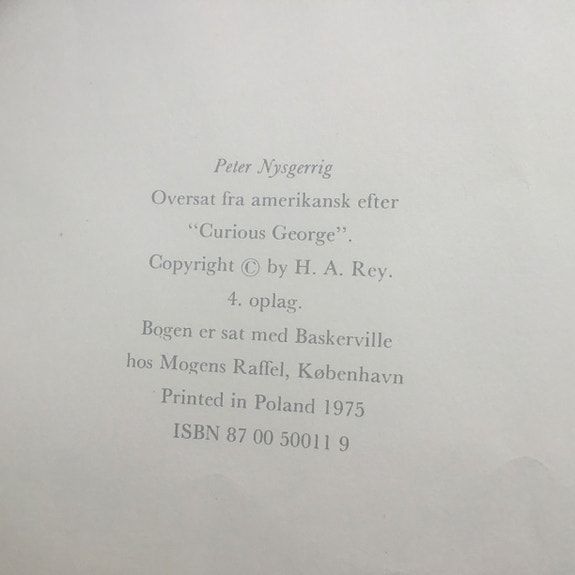 Peter Nysgerrig
Oversat fra amerikansk efter
“Curious George”.
Copyright © by H. A. Rey.
4. oplag.
Bogen er sat med Baskerville
hos Mogens Raffel, København
Printed in Poland 1975
ISBN 87 00 50011 9